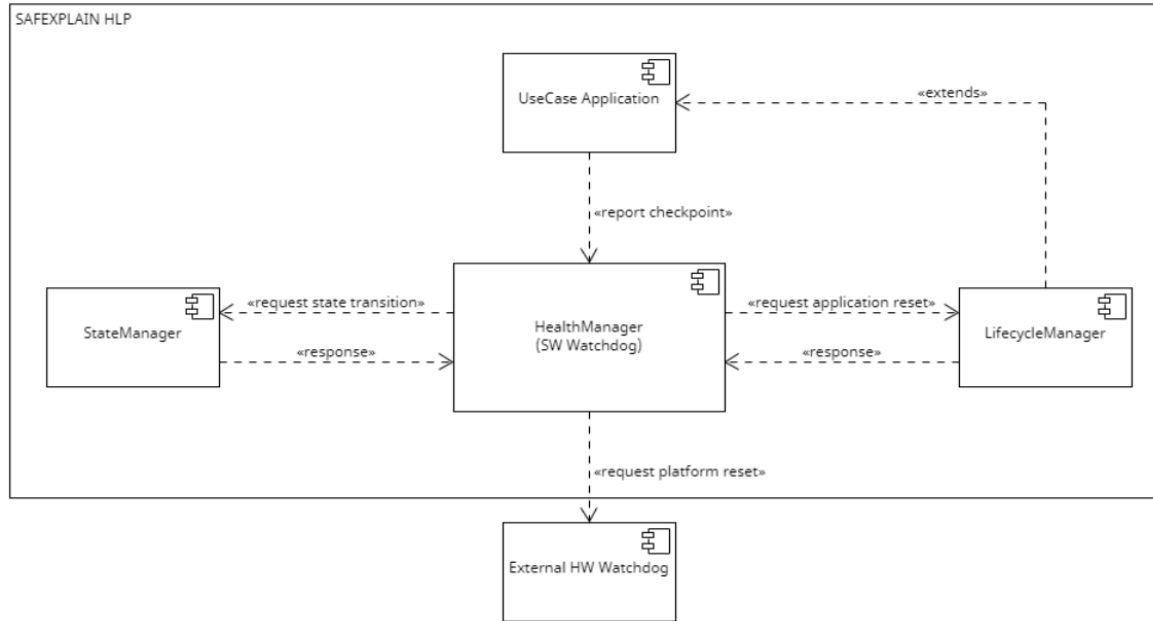 SAFEXPLAIN HLP
UseCase Application
«extends»
«report checkpoint»
«request state transition»
«request application reset»
StateManager
HealthManager
(SW Watchdog)
LifecycleManager
«response»
«response»
«request platform reset»
External HW Watchdog